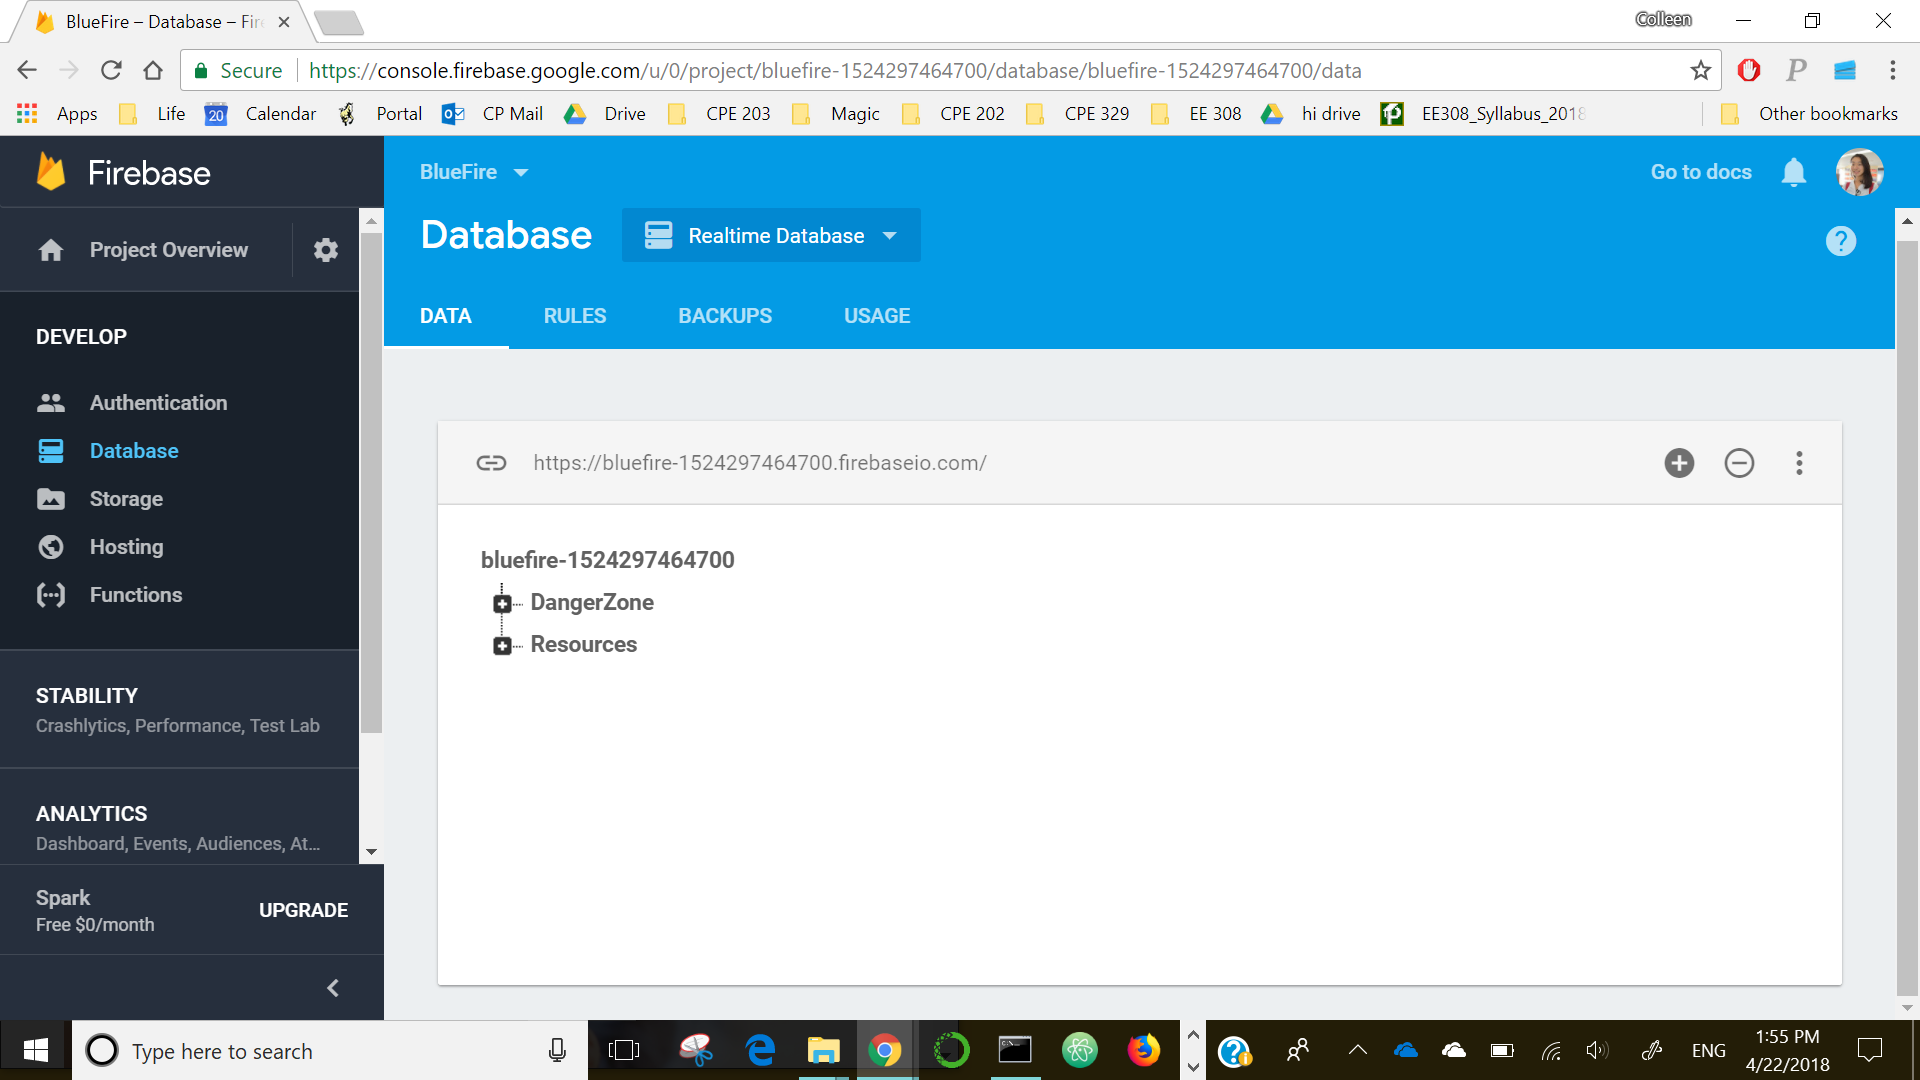 BlueFire – Database – Fire
Colleen
Secure
https://console.firebase.google.com/u/0/project/bluefire-1524297464700/database/bluefire-1524297464700/data
P
Apps
Life
20
Calendar
Portal
CP Mail
Drive
CPE 203
Magic
CPE 202
CPE 329
EE 308
hi drive
EE308_Syllabus_2018
Other bookmarks
Firebase
BlueFire
Go to docs
Project Overview
Database
Realtime Database
?
DATA
RULES
BACKUPS
USAGE
DEVELOP
Authentication
Database
Storage
Hosting
Functions
https://bluefire-1524297464700.firebaseio.com/
bluefire-1524297464700
DangerZone
Resources
STABILITY
Crashlytics, Performance, Test Lab
ANALYTICS
Dashboard, Events, Audiences, At...
Spark
Free $0/month
UPGRADE
Type here to search
ENG
1:55 PM
4/22/2018